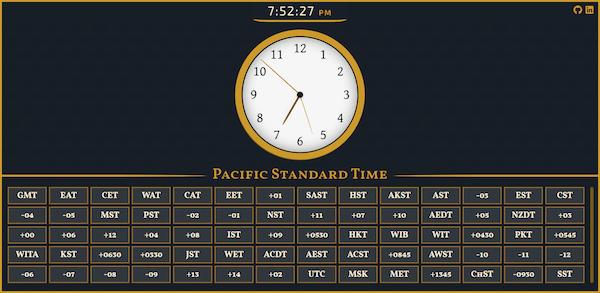 7:52:27 PM
12
11 1
10 2
9 3
8 4
7 5
6
Pacific Standard Time
GMT EAT CET WAT CAT EET +01 SAST HST AKST AST -03 EST CST
-04 -05 MST PST -02 -01 NST +11 +07 +10 AEDT +05 NZDT +03
+00 +06 +12 +04 +08 IST +09 +0530 HKT WIB WIT +0430 PKT +0545
WITA KST +0630 +0330 JST WET ACDT AEST ACST +0845 AWST -10 -11 -12
-06 -07 -08 -09 +13 +14 +02 UTC MSK MET +1345 ChST -0930 SST